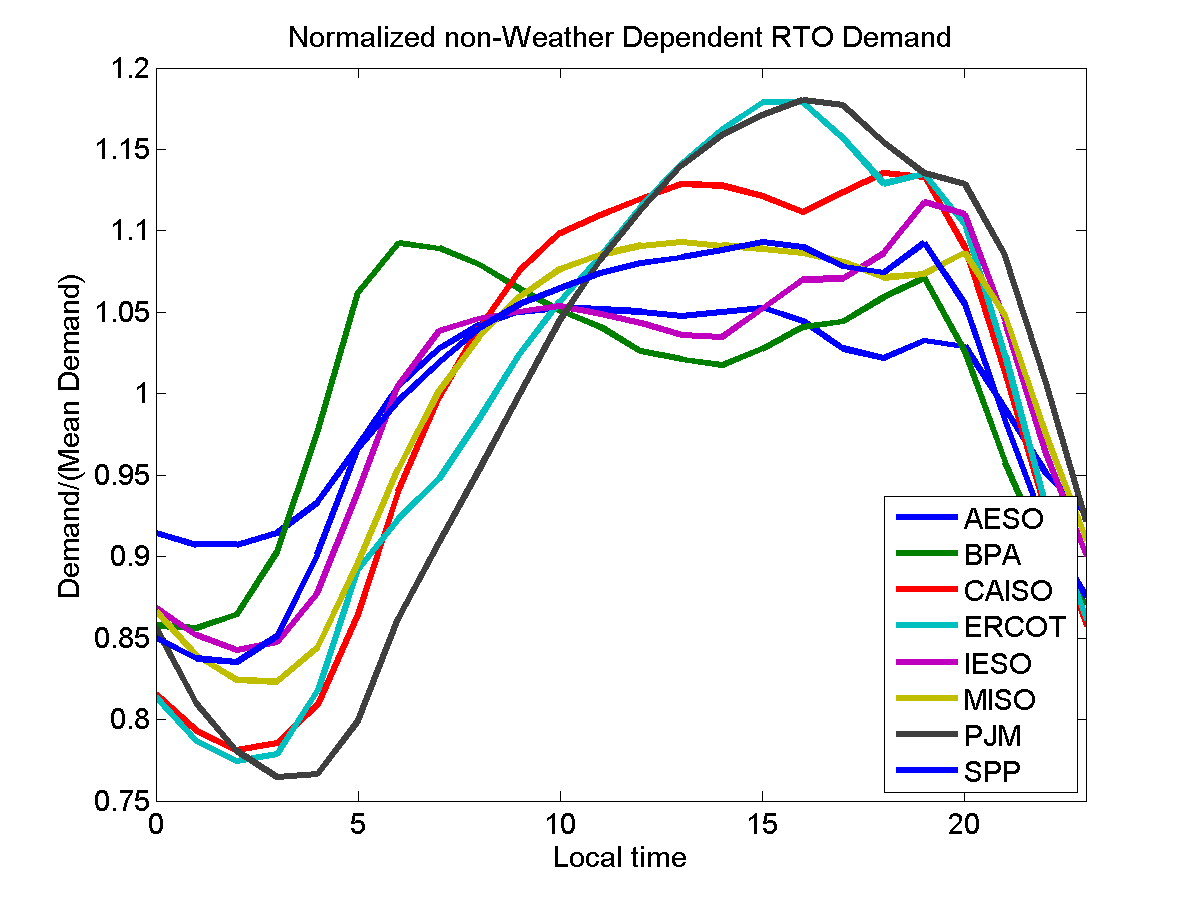 Normalized non-Weather Dependent RTO Demand
1.2
1.15
1.1
1.05
1
0.95
0.9
0.85
0.8
0.75
Demand/(Mean Demand)
AESO
BPA
CAISO
ERCOT
IESO
MISO
PJM
SPP
0 5 10 15 20
Local time